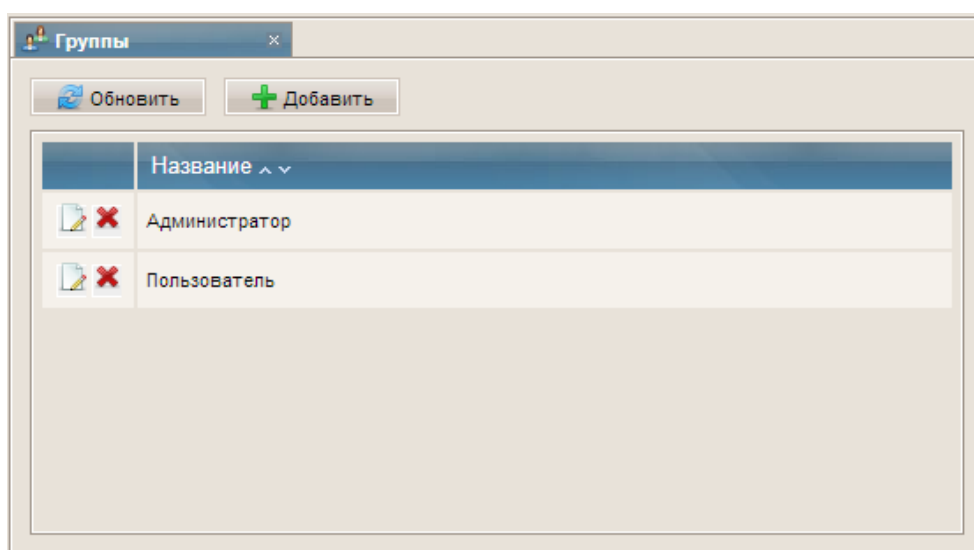 Группы
Обновить Добавить
Название
Администратор
Пользователь